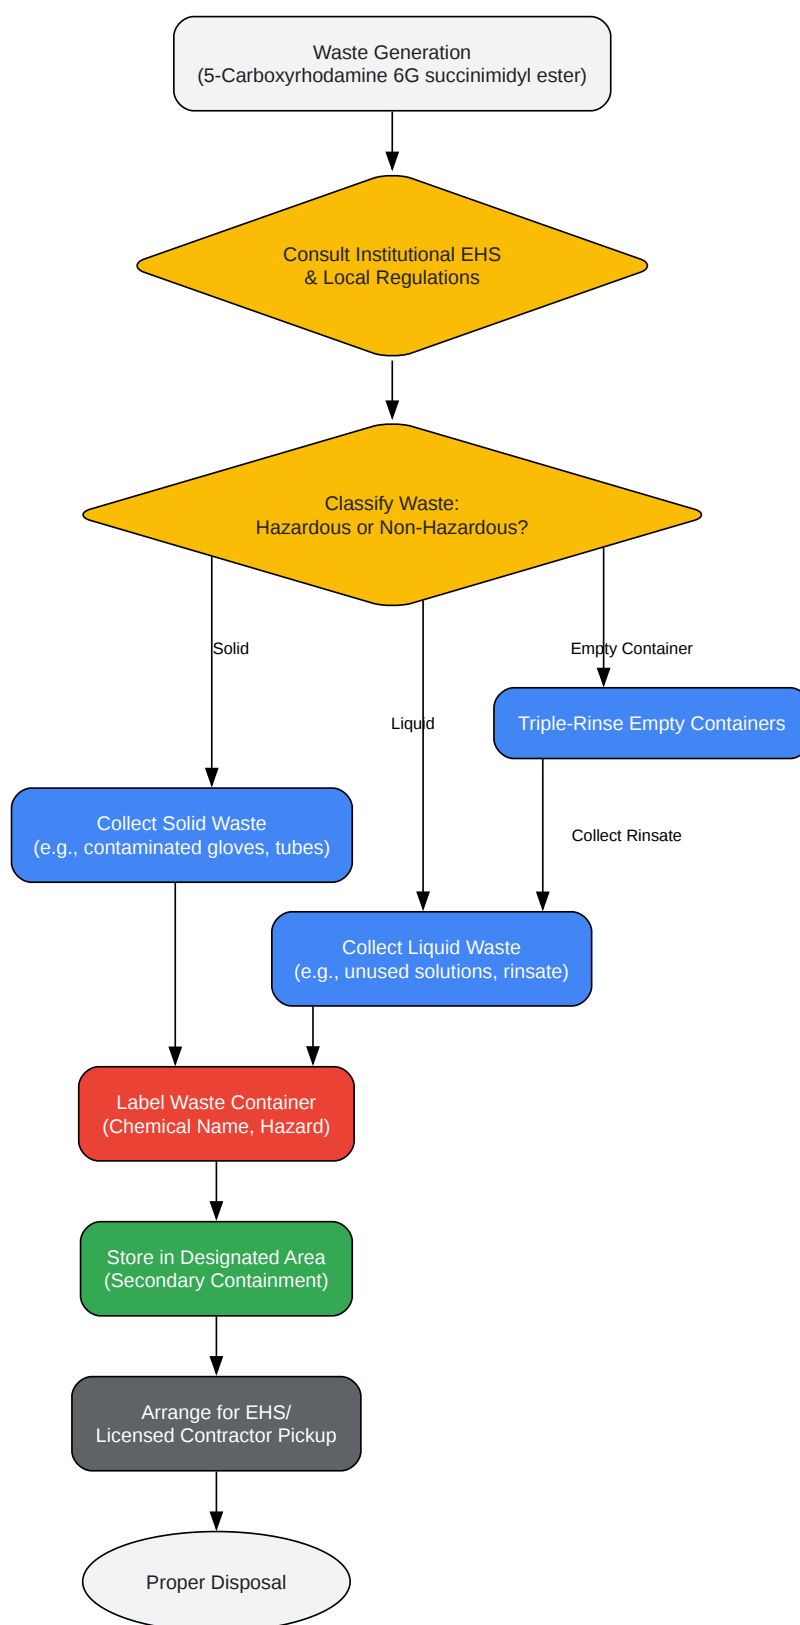 Waste Generation
(5-Carboxyrhodamine 6G succinimidyl ester)
Consult Institutional EHS
& Local Regulations
Classify Waste:
Hazardous or Non-Hazardous?
Solid
Empty Container
Liquid
Triple-Rinse Empty Containers
Collect Solid Waste
(e.g., contaminated gloves, tubes)
Collect Rinsate
Collect Liquid Waste
(e.g., unused solutions, rinsate)
Label Waste Container
(Chemical Name, Hazard)
Store in Designated Area
(Secondary Containment)
Arrange for EHS/
Licensed Contractor Pickup
Proper Disposal